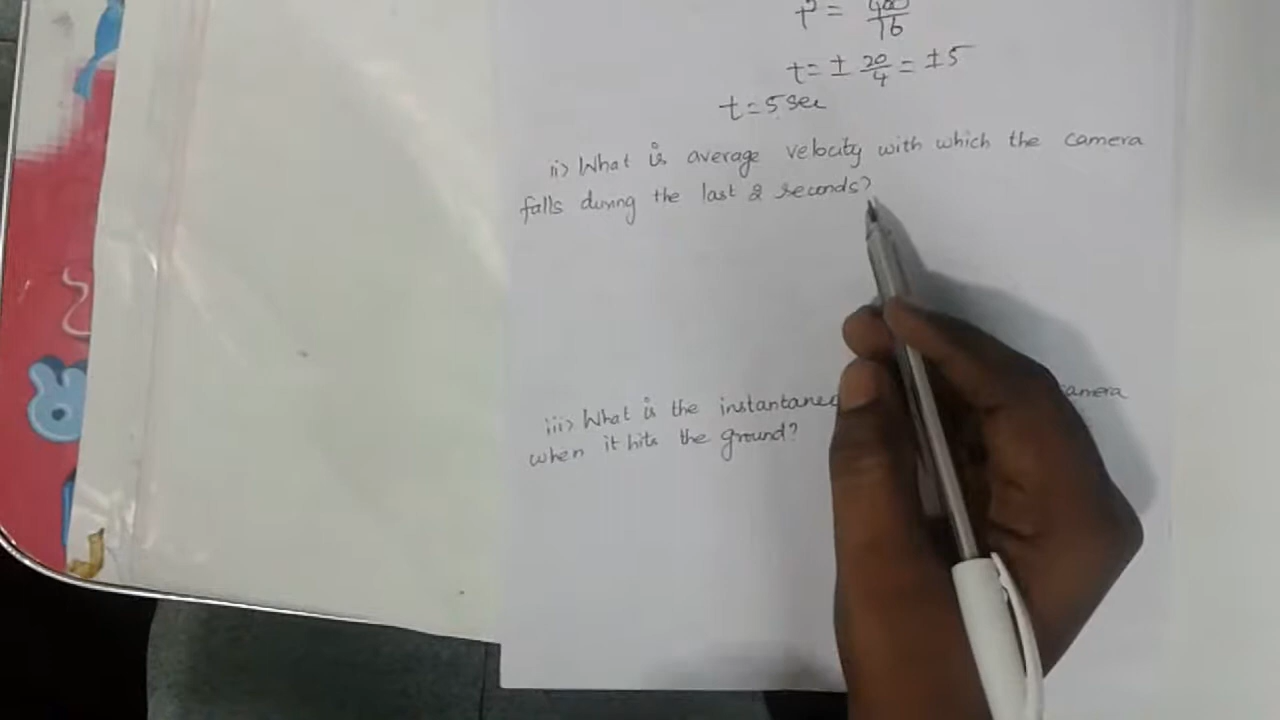 t² = 400/16
t = ± 20/4 = ±5
t = 5 sec
ii) What is average velocity with which the camera
falls during the last 2 seconds?
iii) What is the camera
when it hits the ground?